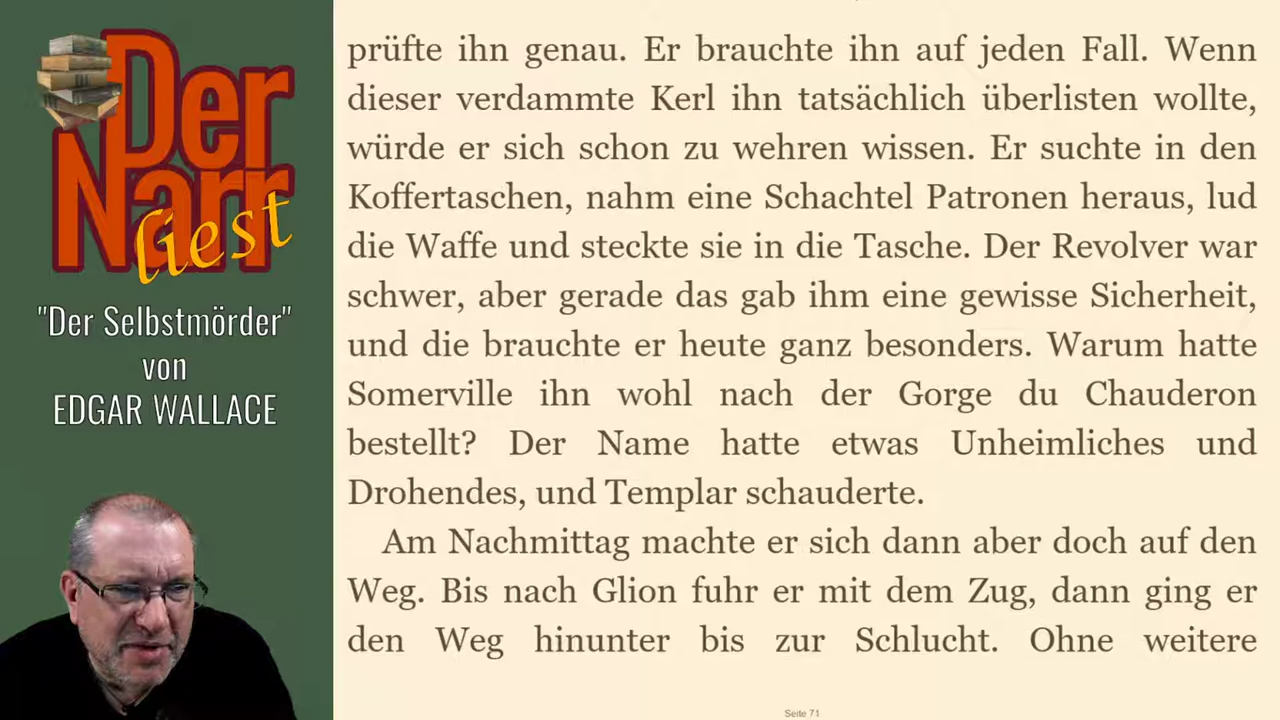 Der
Narr
liest
"Der Selbstmörder"
von
EDGAR WALLACE
prüfte ihn genau. Er brauchte ihn auf jeden Fall. Wenn
dieser verdammte Kerl ihn tatsächlich überlisten wollte,
würde er sich schon zu wehren wissen. Er suchte in den
Koffertaschen, nahm eine Schachtel Patronen heraus, lud
die Waffe und steckte sie in die Tasche. Der Revolver war
schwer, aber gerade das gab ihm eine gewisse Sicherheit,
und die brauchte er heute ganz besonders. Warum hatte
Somerville ihn wohl nach der Gorge du Chauderon
bestellt? Der Name hatte etwas Unheimliches und
Drohendes, und Templar schauderte.
Am Nachmittag machte er sich dann aber doch auf den
Weg. Bis nach Glion fuhr er mit dem Zug, dann ging er
den Weg hinunter bis zur Schlucht. Ohne weitere
Seite 71